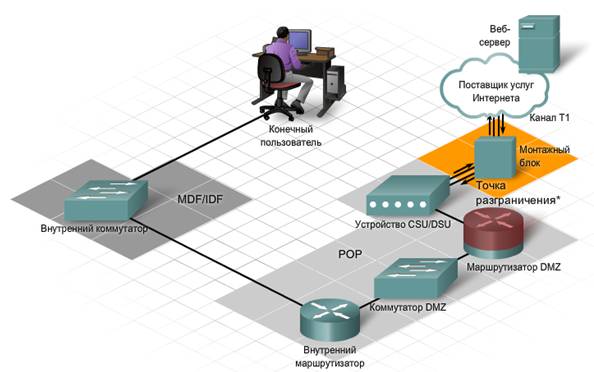 Веб-
сервер
Поставщик услуг
Интернета
Канал T1
Конечный
пользователь
Монтажный
блок
Точка
разграничения*
MDF/IDF
Внутренний коммутатор
Устройство CSU/DSU
POP
Маршрутизатор DMZ
Коммутатор DMZ
Внутренний
маршрутизатор